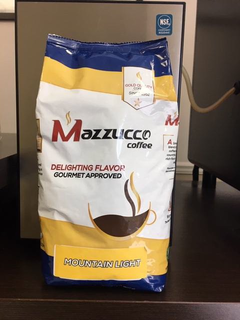 NSF
Mazzucco
coffee
DELIGHTING FLAVOR
GOURMET APPROVED
MOUNTAIN LIGHT